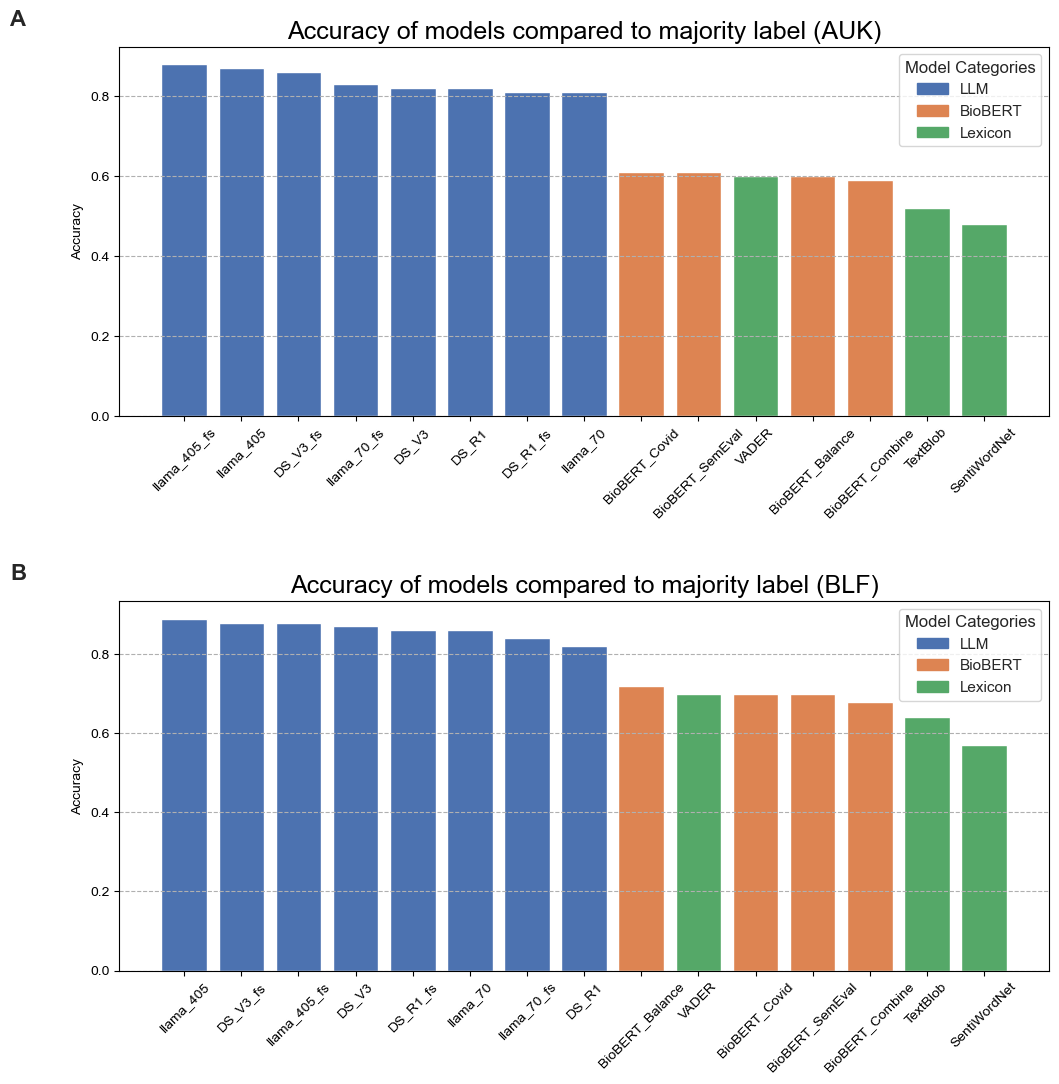 A
Accuracy of models compared to majority label (AUK)
Model Categories
LLM
BioBERT
Lexicon
Accuracy
0.8
0.6
0.4
0.2
0.0
llama_405_fs
llama_405
DS_V3_fs
llama_70_fs
DS_V3
DS_R1
DS_R1_fs
llama_70
BioBERT_Covid
BioBERT_SemEval
VADER
BioBERT_Balance
BioBERT_Combine
TextBlob
SentiWordNet
B
Accuracy of models compared to majority label (BLF)
Model Categories
LLM
BioBERT
Lexicon
Accuracy
0.8
0.6
0.4
0.2
0.0
llama_405
DS_V3_fs
llama_405_fs
DS_V3
DS_R1_fs
llama_70
llama_70_fs
DS_R1
BioBERT_Balance
VADER
BioBERT_Covid
BioBERT_SemEval
BioBERT_Combine
TextBlob
SentiWordNet